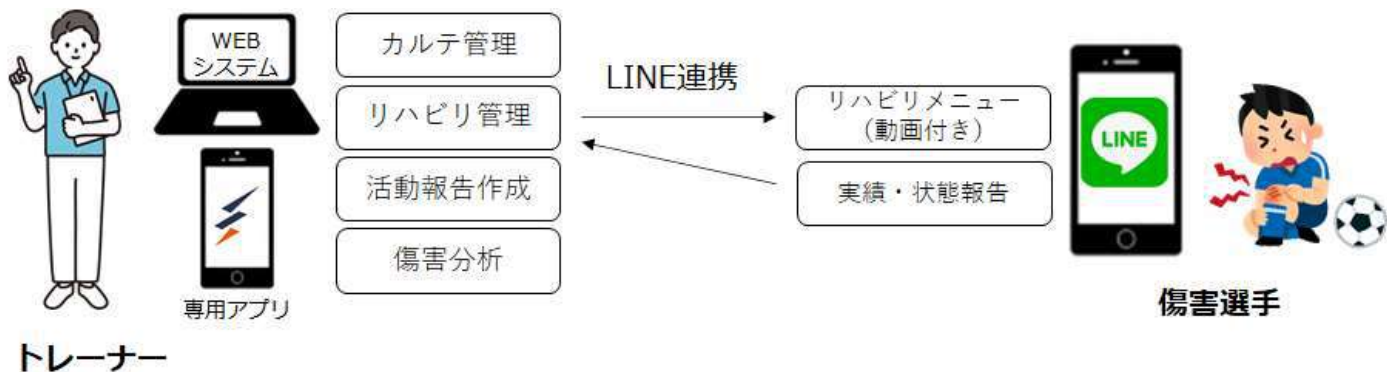 WEB
システム
専用アプリ
トレーナー
カルテ管理
リハビリ管理
活動報告作成
傷害分析
LINE連携
リハビリメニュー
(動画付き)
実績・状態報告
LINE
傷害選手